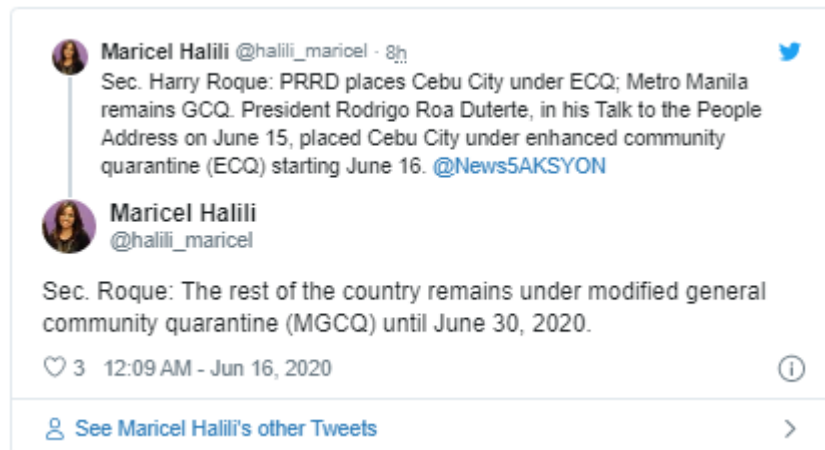 Maricel Halili @halili_maricel · 8h
Sec. Harry Roque: PRRD places Cebu City under ECQ; Metro Manila
remains GCQ. President Rodrigo Roa Duterte, in his Talk to the People
Address on June 15, placed Cebu City under enhanced community
quarantine (ECQ) starting June 16. @News5AKSYON
Maricel Halili
@halili_maricel
Sec. Roque: The rest of the country remains under modified general
community quarantine (MGCQ) until June 30, 2020.
3 12:09 AM - Jun 16, 2020
See Maricel Halili's other Tweets